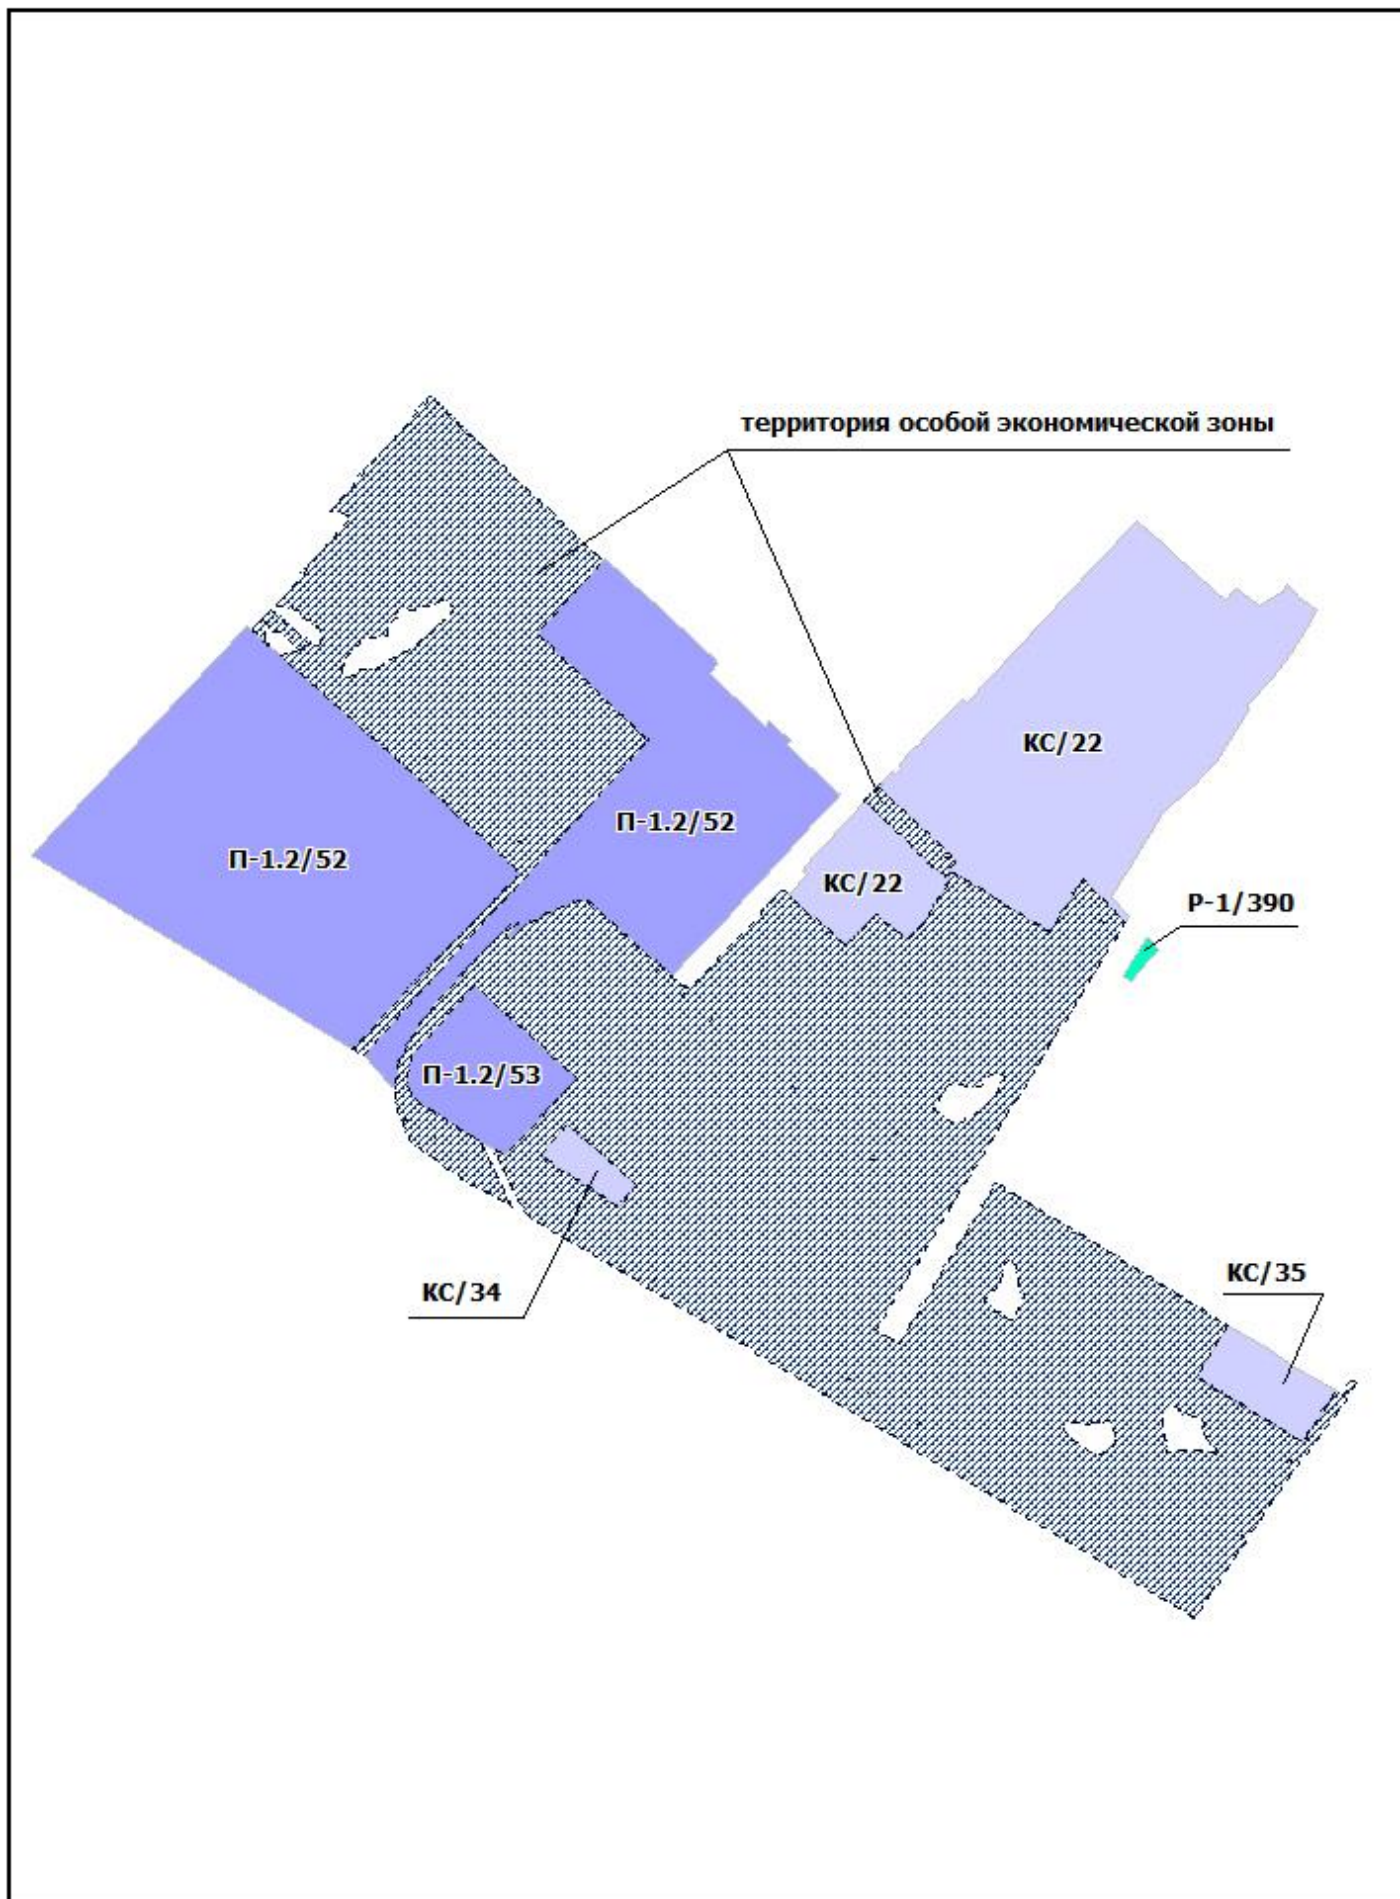 территория особой экономической зоны
КС/22
П-1.2/52
П-1.2/52
КС/22
Р-1/390
П-1.2/53
КС/34
КС/35